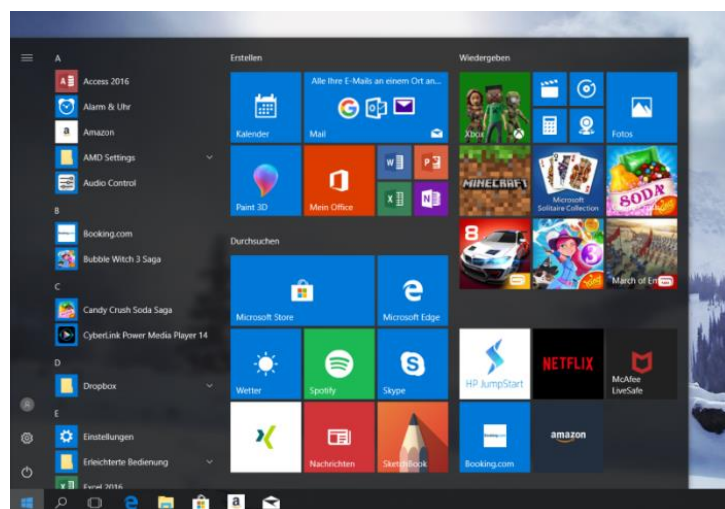 A
Access 2016
Alarm & Uhr
Amazon
AMD Settings
Audio Control
B
Booking.com
Bubble Witch 3 Saga
C
Candy Crush Soda Saga
CyberLink Power Media Player 14
D
Dropbox
E
Einstellungen
Erleichterte Bedienung
Excel 2016
Erstellen
Kalender
Alle Ihre E-Mails an einem Ort an...
Mail
Paint 3D
Mein Office
Durchsuchen
Microsoft Store
Microsoft Edge
Wetter
Spotify
Skype
Nachrichten
SketchBook
Wiedergeben
Xbox
Fotos
MINECRAFT
Microsoft
Solitaire Collection
SODA
8
3
March of Em
HP JumpStart
NETFLIX
McAfee
LiveSafe
Booking.com
amazon